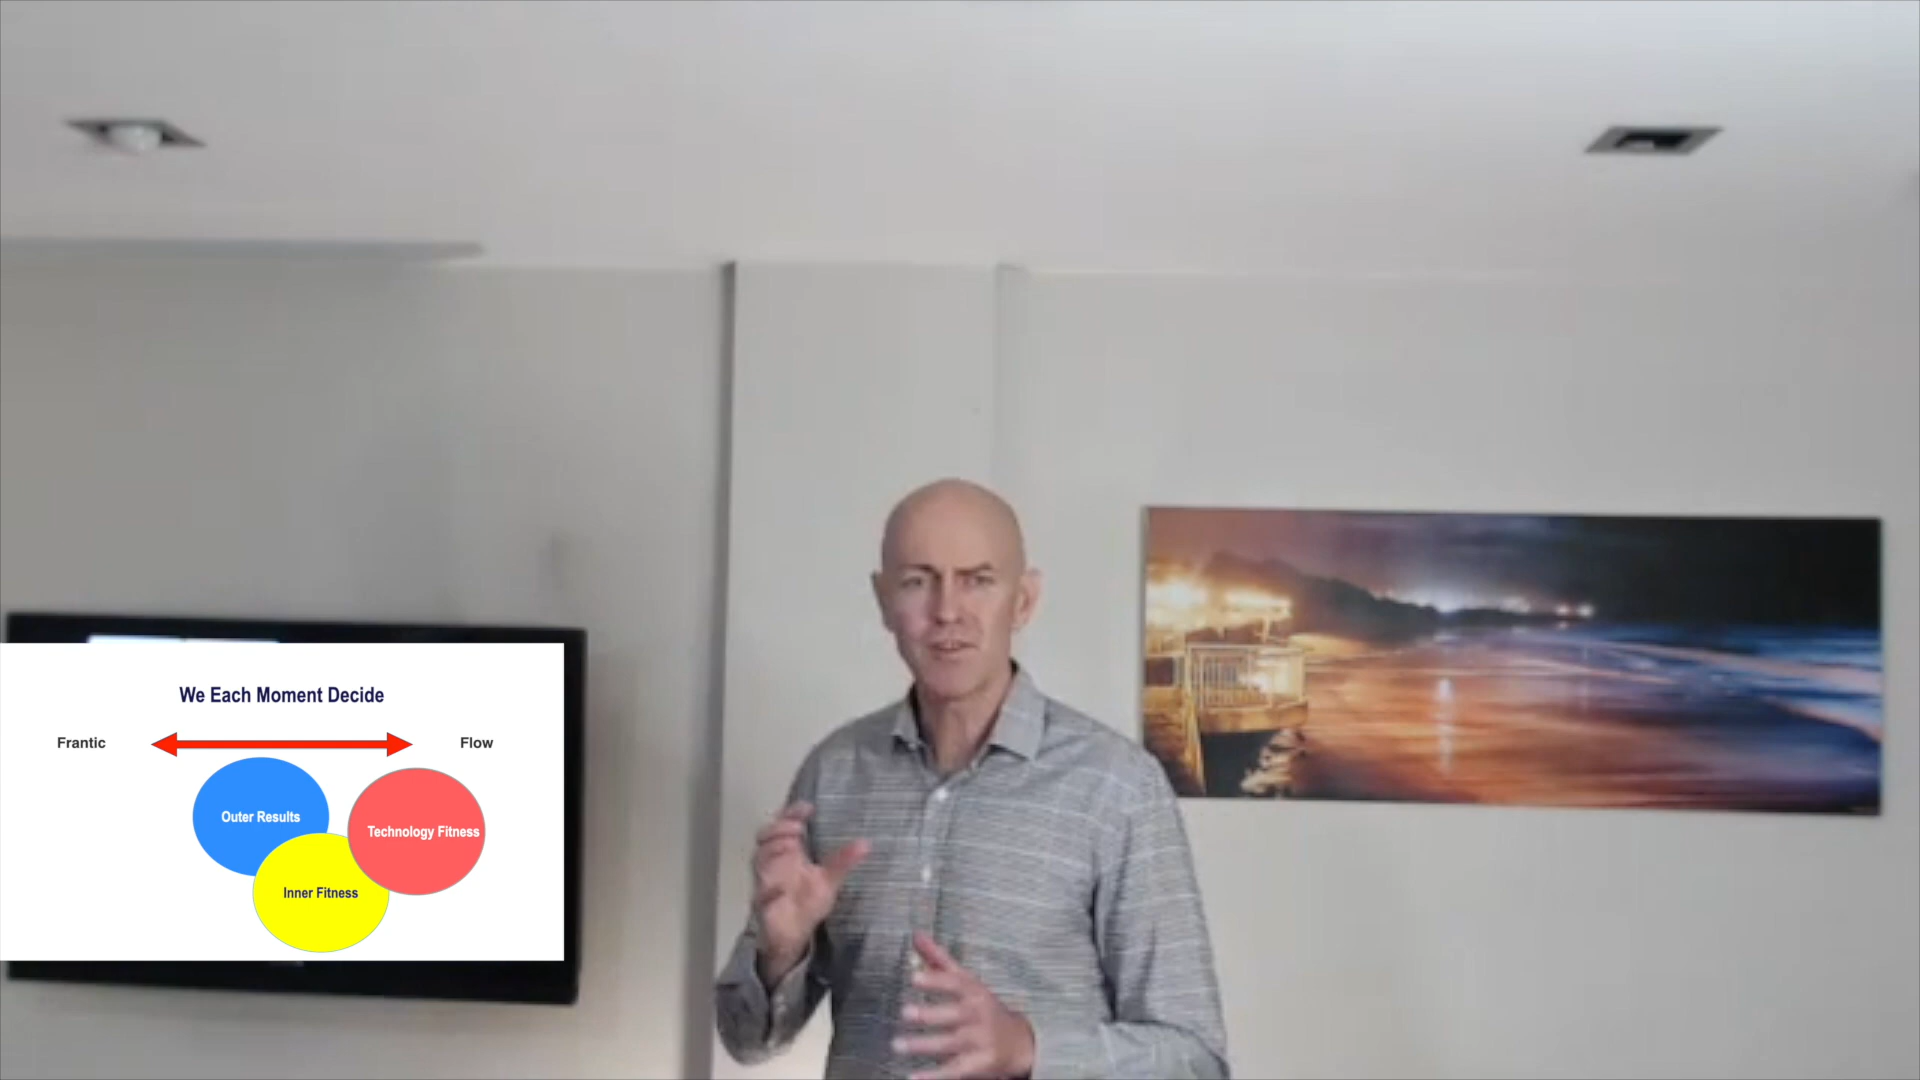 We Each Moment Decide
Frantic
Flow
Outer Results
Technology Fitness
Inner Fitness